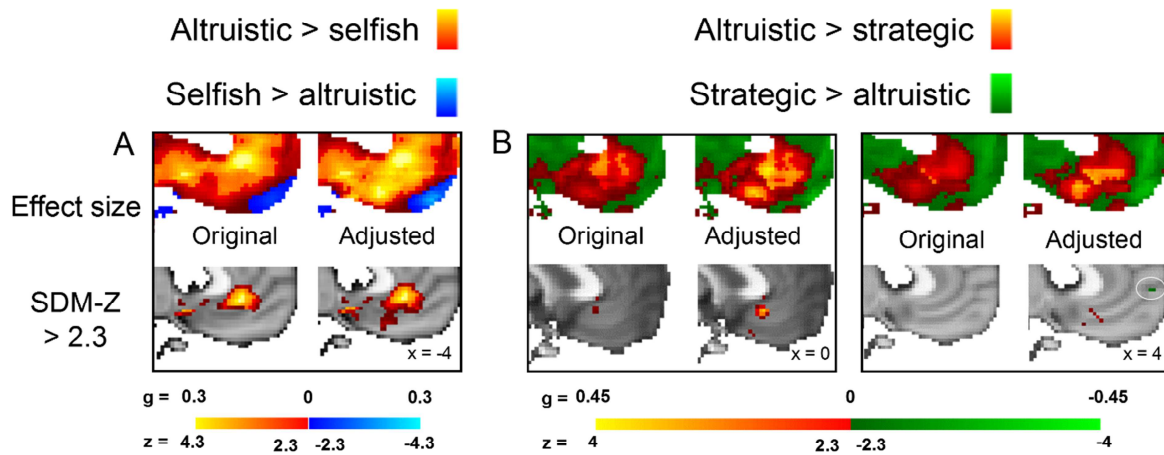 Altruistic > selfish
Selfish > altruistic
Altruistic > strategic
Strategic > altruistic
A
B
Effect size
Original
Adjusted
Original
Adjusted
Original
Adjusted
SDM-Z
> 2.3
x = -4
x = 0
x = 4
g = 0.3 0 0.3
z = 4.3 2.3 -2.3 -4.3
g = 0.45 0 -0.45
z = 4 2.3 -2.3 -4